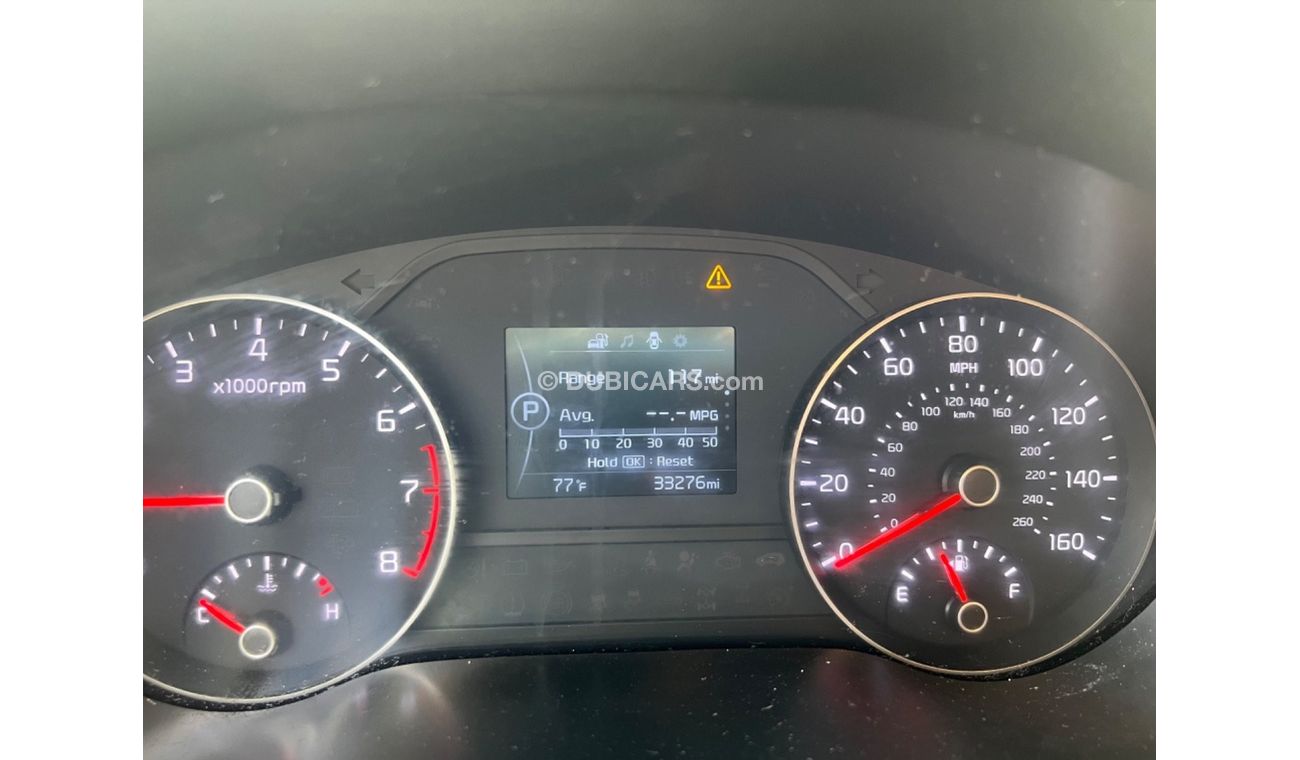 3 4 5 6 7 8
x1000rpm
C H
Range 117 mi
© DUBICARS.com
P
Avg. --.- MPG
0 10 20 30 40 50
Hold OK : Reset
77°F 33276mi
0 20 40 60 80 100 120 140 160
MPH
0 20 40 60 80 100 120 140 160 180 200 220 240 260
km/h
E F